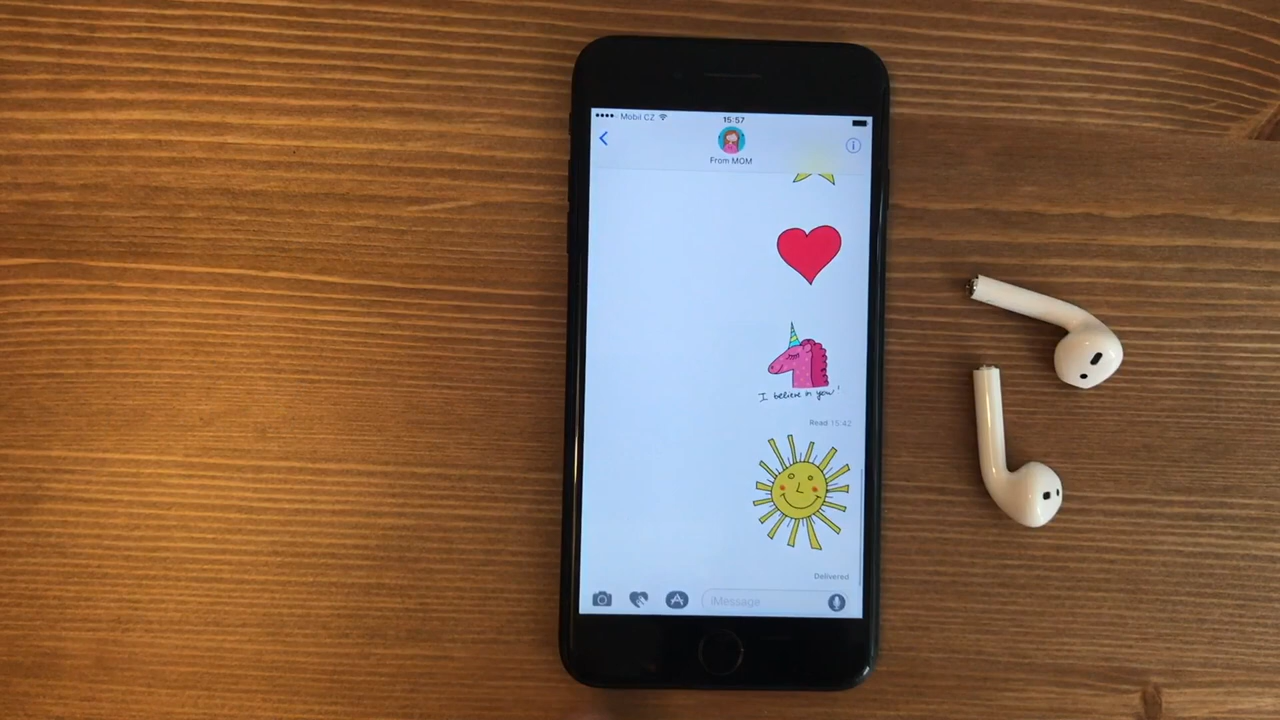 Mobil CZ
15:57
From MOM
I believe in you!
Read 15:42
Delivered
iMessage